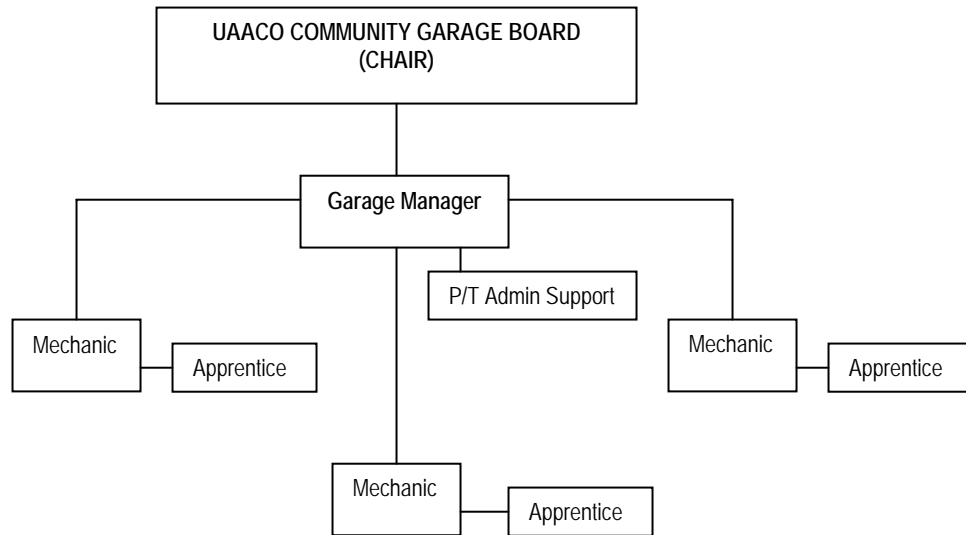 UAACO COMMUNITY GARAGE BOARD
(CHAIR)
Garage Manager
P/T Admin Support
Mechanic
Apprentice
Mechanic
Apprentice
Mechanic
Apprentice